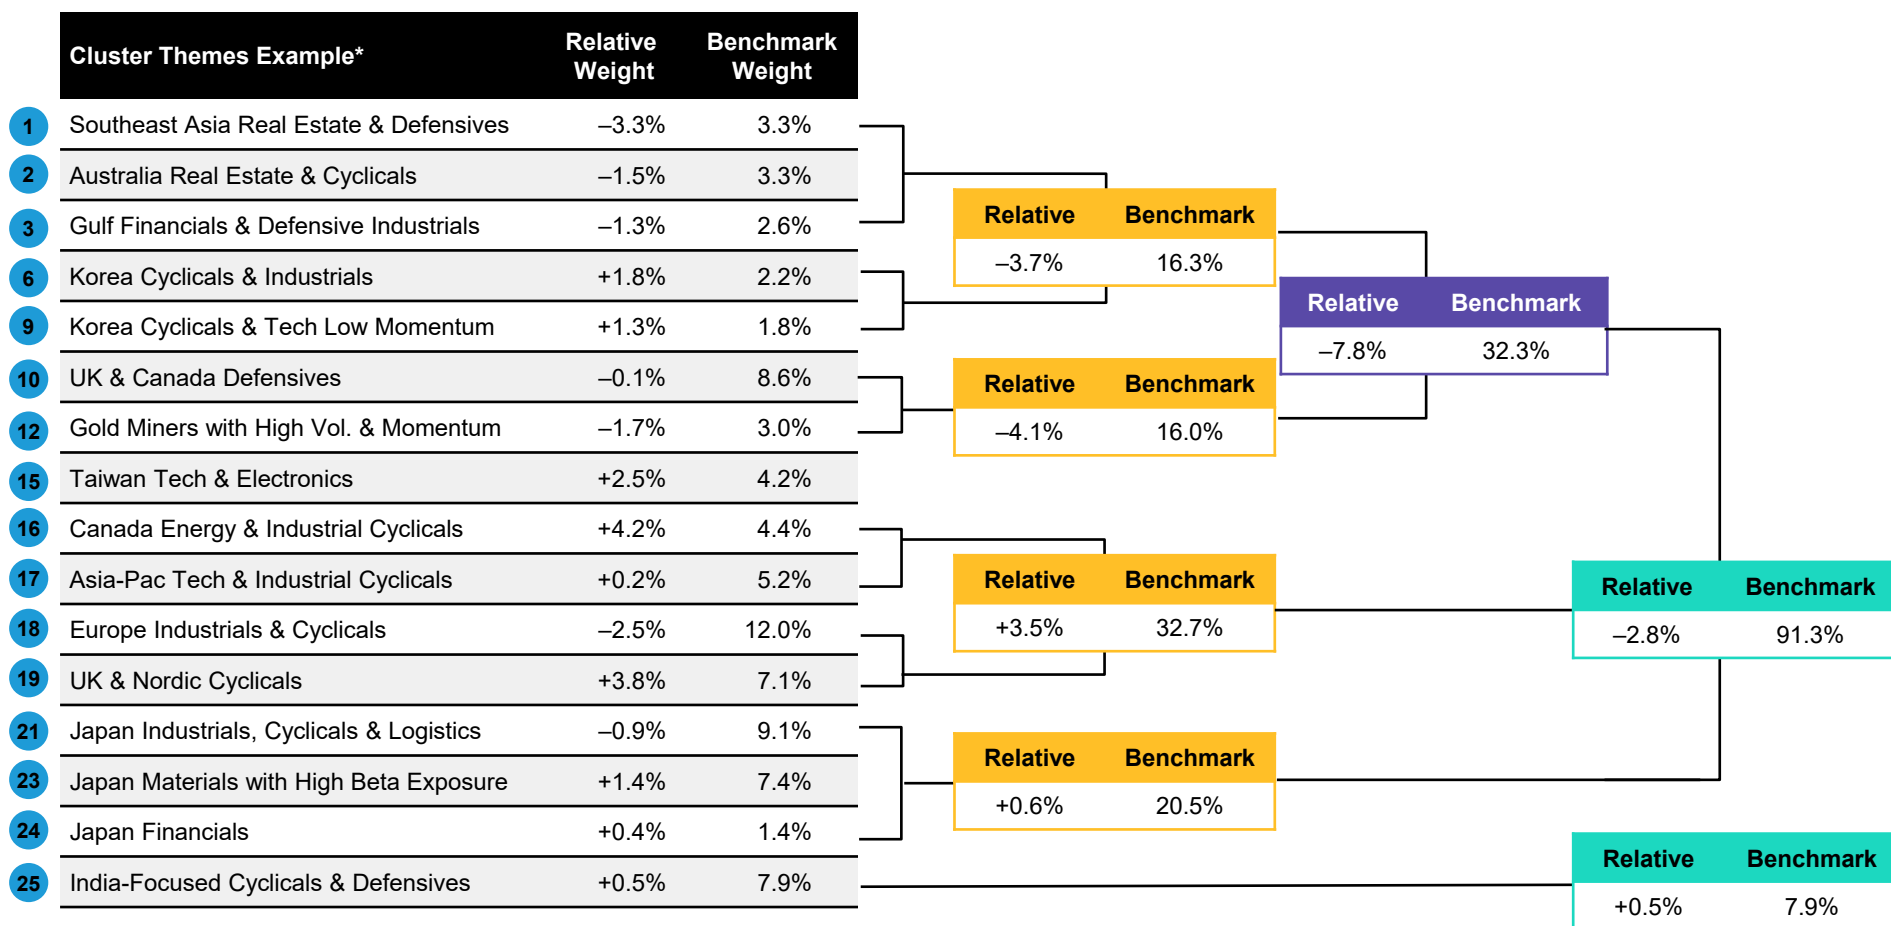 Cluster Themes Example* Relative Weight Benchmark Weight
1 Southeast Asia Real Estate & Defensives –3.3% 3.3%
2 Australia Real Estate & Cyclicals –1.5% 3.3%
3 Gulf Financials & Defensive Industrials –1.3% 2.6%
6 Korea Cyclicals & Industrials +1.8% 2.2%
9 Korea Cyclicals & Tech Low Momentum +1.3% 1.8%
10 UK & Canada Defensives –0.1% 8.6%
12 Gold Miners with High Vol. & Momentum –1.7% 3.0%
15 Taiwan Tech & Electronics +2.5% 4.2%
16 Canada Energy & Industrial Cyclicals +4.2% 4.4%
17 Asia-Pac Tech & Industrial Cyclicals +0.2% 5.2%
18 Europe Industrials & Cyclicals –2.5% 12.0%
19 UK & Nordic Cyclicals +3.8% 7.1%
21 Japan Industrials, Cyclicals & Logistics –0.9% 9.1%
23 Japan Materials with High Beta Exposure +1.4% 7.4%
24 Japan Financials +0.4% 1.4%
25 India-Focused Cyclicals & Defensives +0.5% 7.9%
Relative Benchmark
–3.7% 16.3%
Relative Benchmark
–4.1% 16.0%
Relative Benchmark
+3.5% 32.7%
Relative Benchmark
+0.6% 20.5%
Relative Benchmark
–7.8% 32.3%
Relative Benchmark
–2.8% 91.3%
Relative Benchmark
+0.5% 7.9%